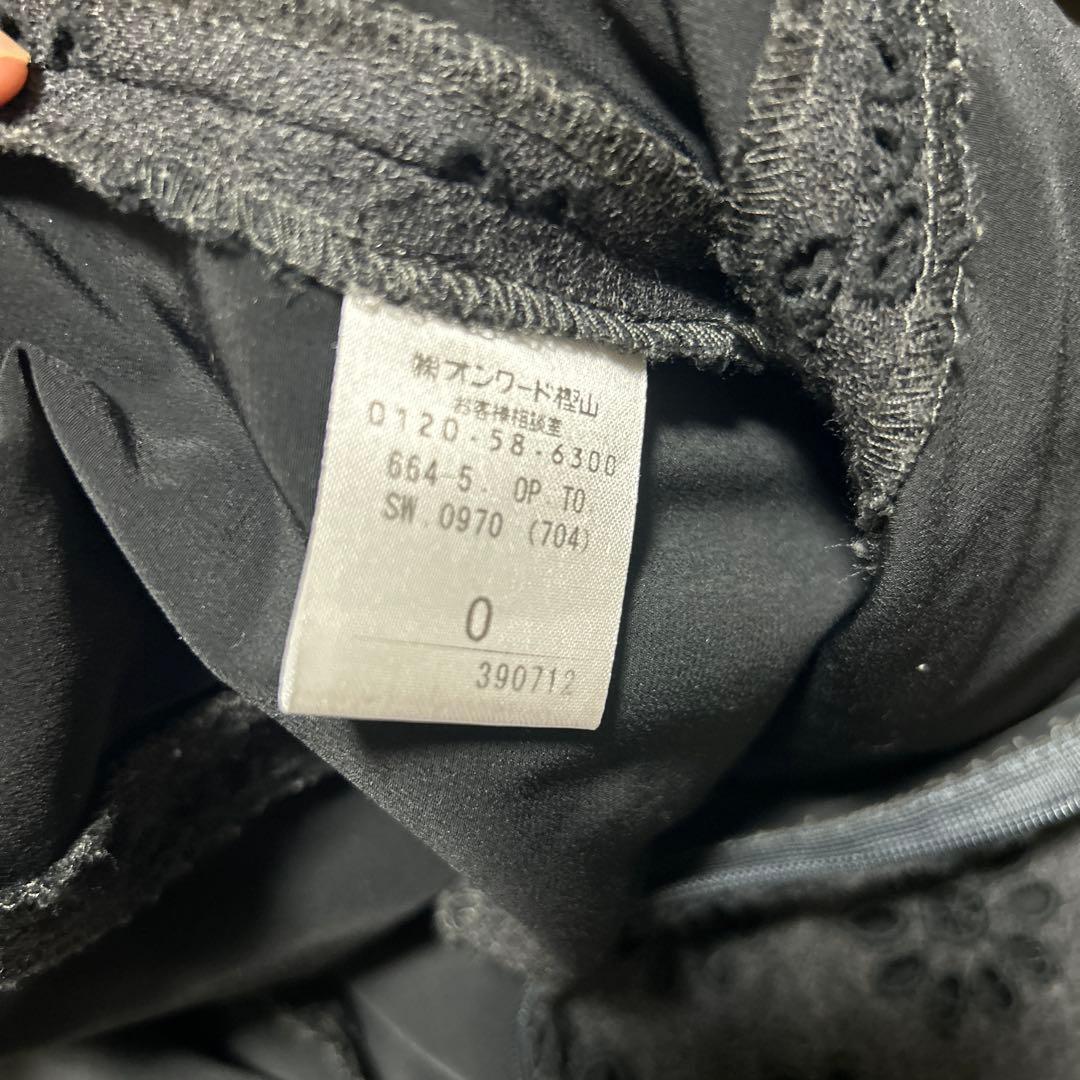 ㈱オンワード樫山
お客様相談室
0120-58-6300
664-5. OP.TO.
SW.0970 (704)
0
390712